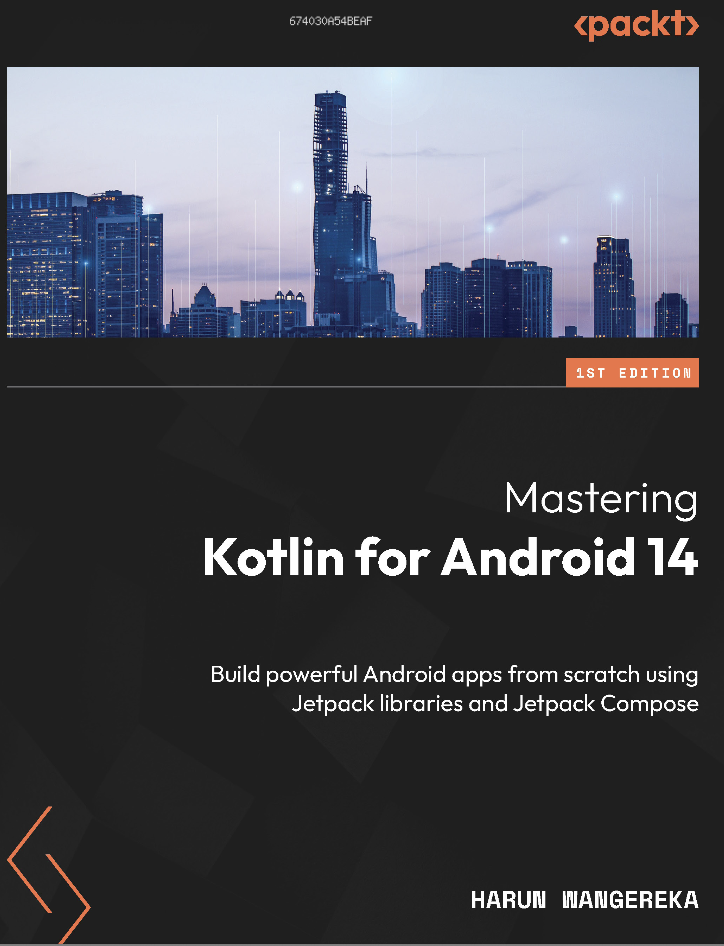 674030A54BEAF
<packt>
1ST EDITION
Mastering
Kotlin for Android 14
Build powerful Android apps from scratch using
Jetpack libraries and Jetpack Compose
HARUN WANGEREKA